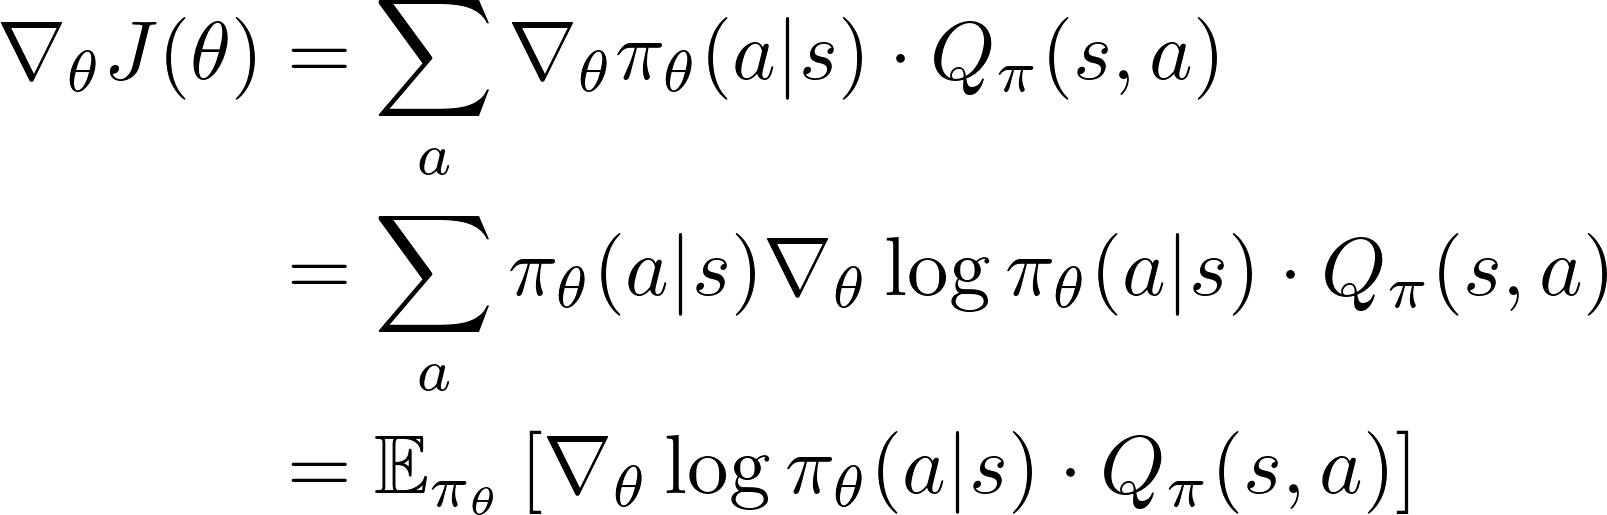 ∇_θ J(θ) = ∑_a ∇_θ π_θ(a|s) · Q_π(s, a)
= ∑_a π_θ(a|s) ∇_θ log π_θ(a|s) · Q_π(s, a)
= 𝔼_{π_θ} [∇_θ log π_θ(a|s) · Q_π(s, a)]